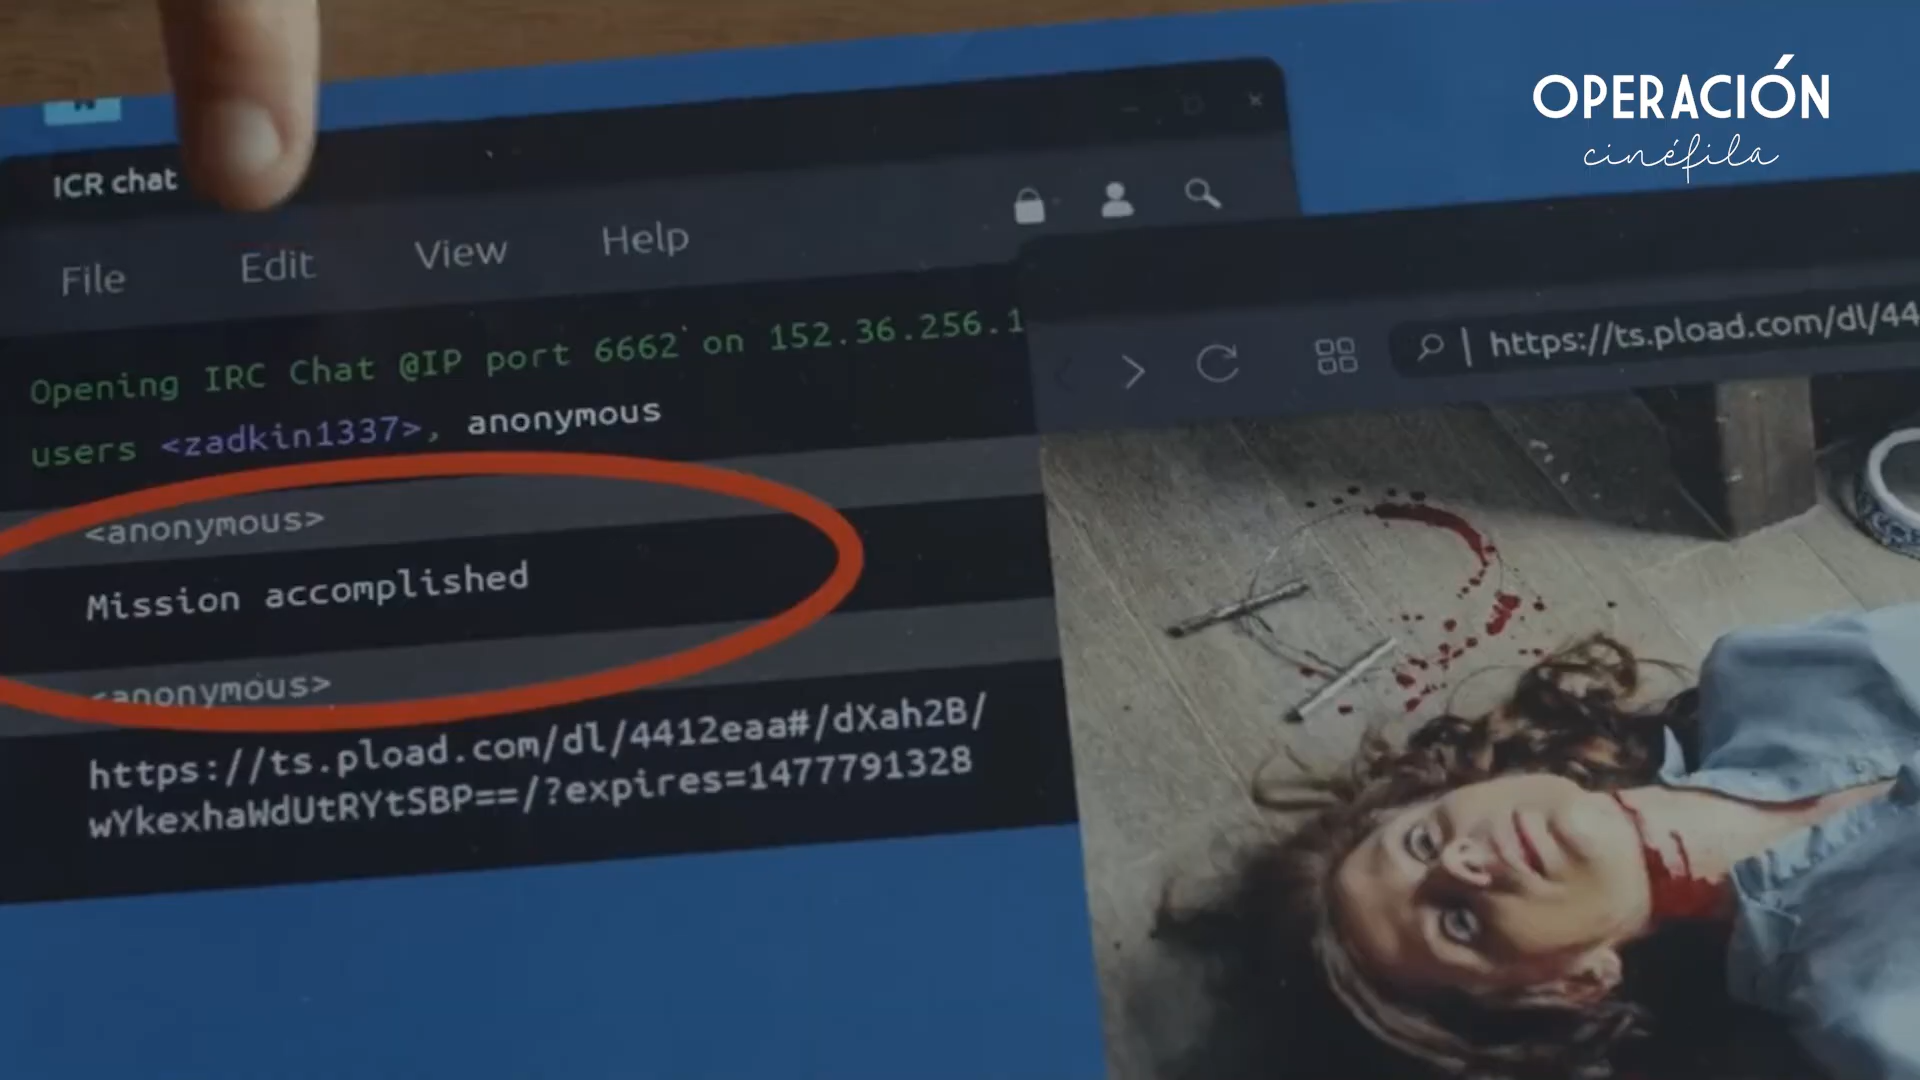 OPERACIÓN
cinéfila
ICR chat
File Edit View Help
Opening IRC Chat @IP port 6662 on 152.36.256.1
users <zadkin1337>, anonymous
<anonymous>
Mission accomplished
<anonymous>
https://ts.pload.com/dl/4412eaa#/dXah2B/
wYkexhaWdUtRYtSBP==/?expires=1477791328
https://ts.pload.com/dl/44